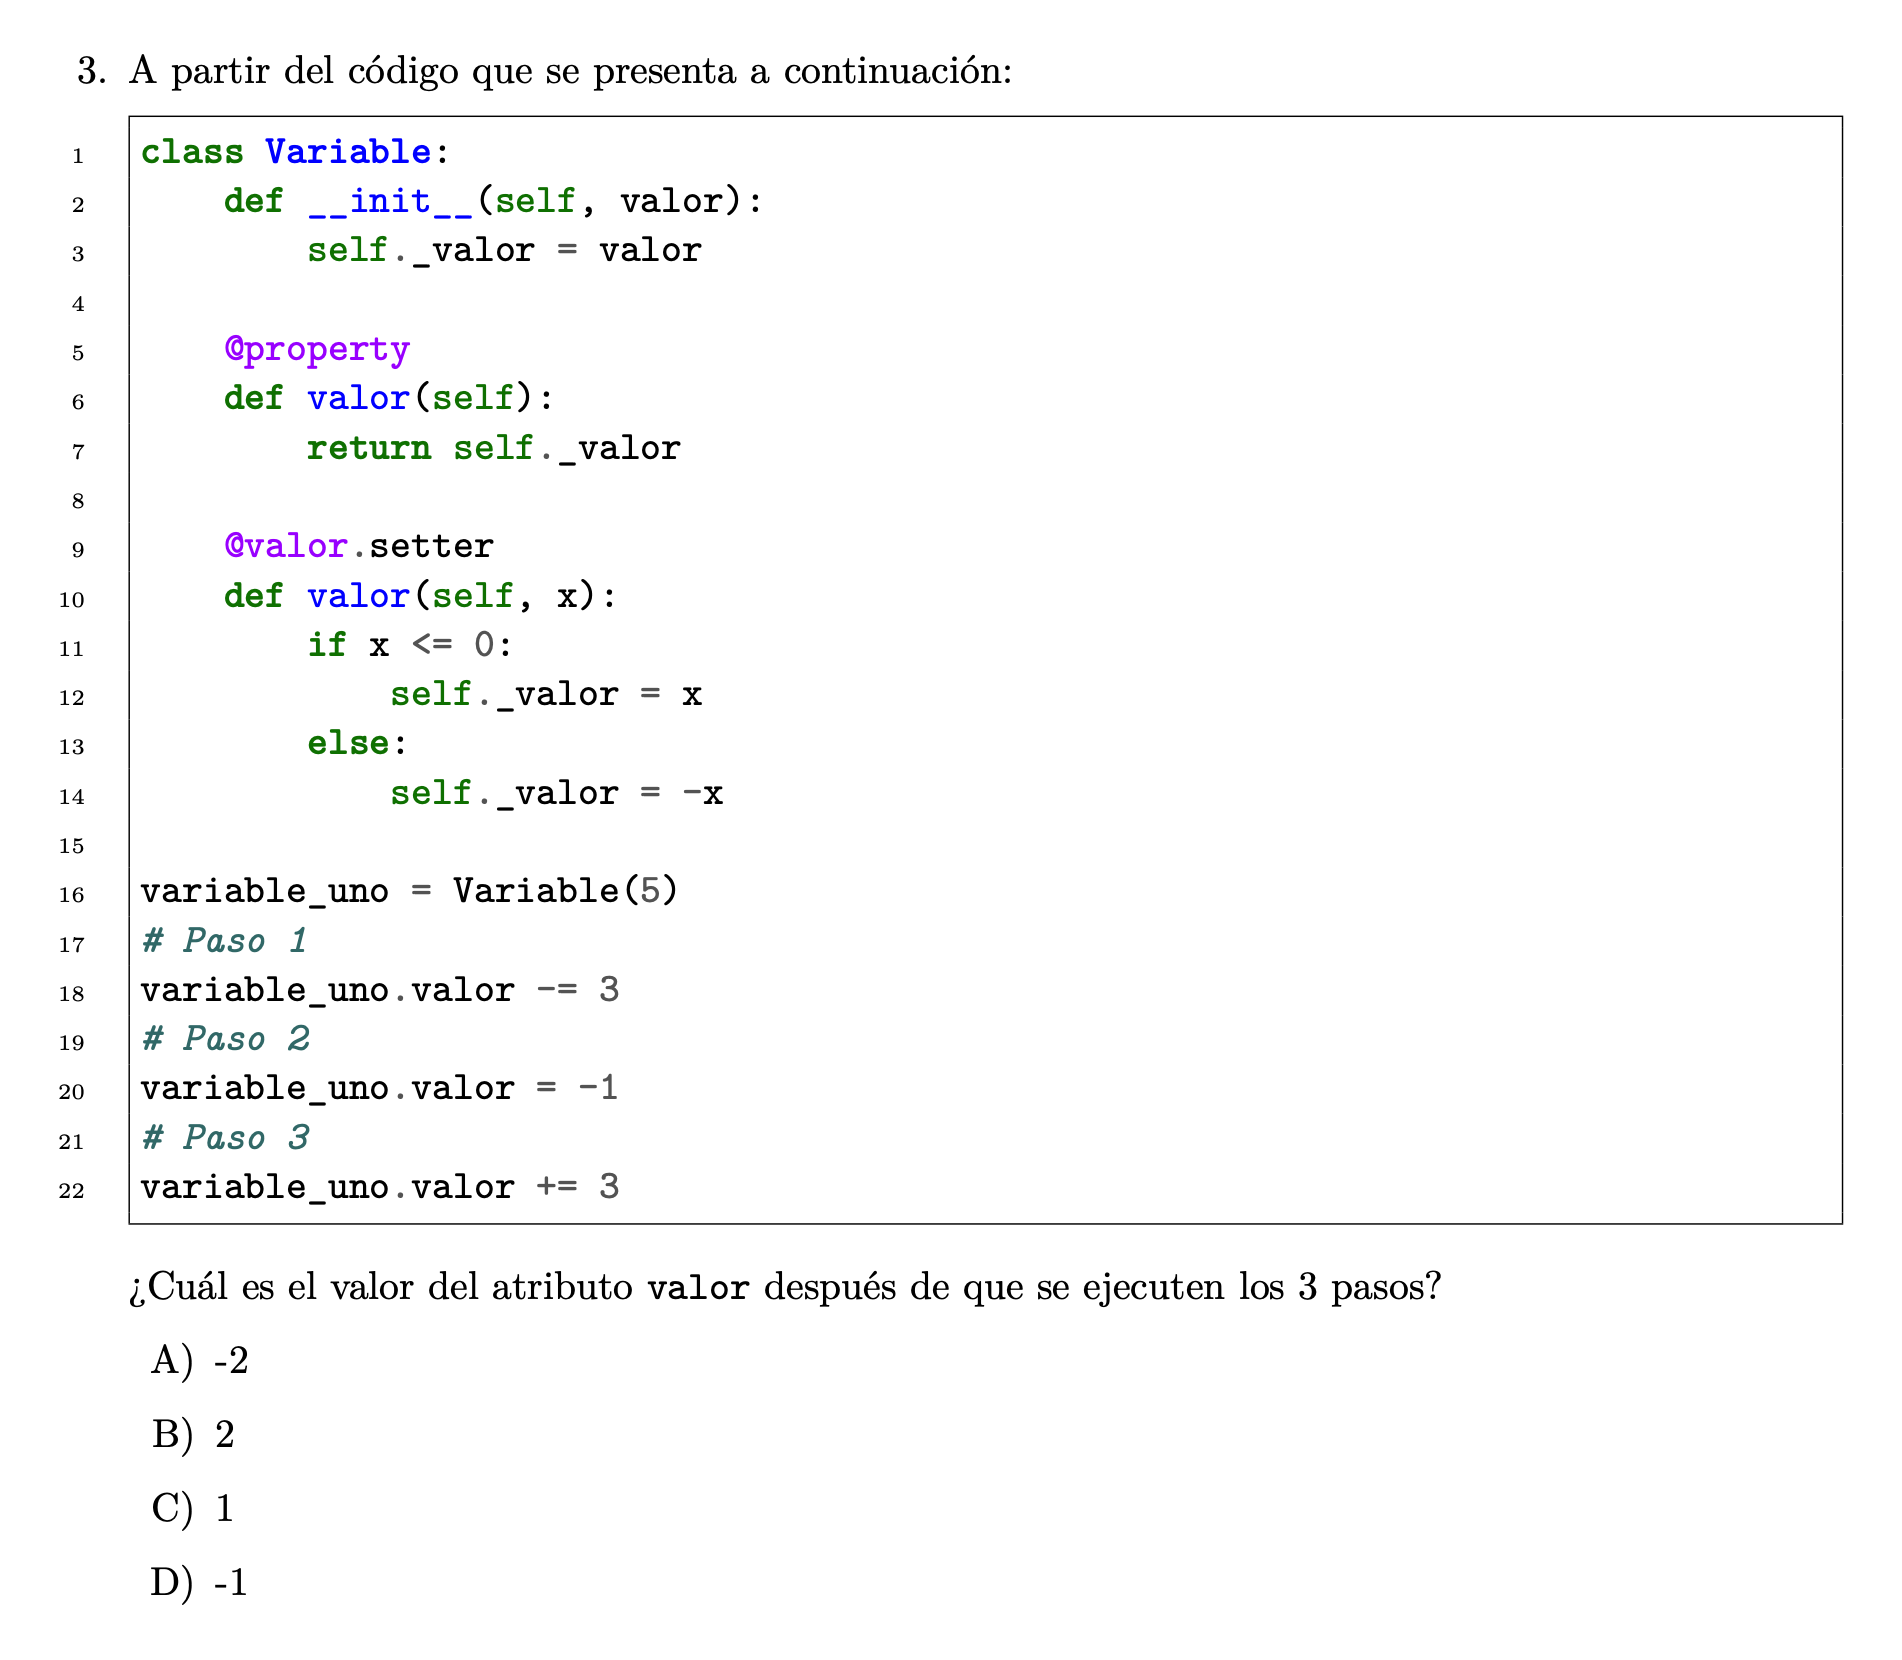 3. A partir del código que se presenta a continuación:
1 class Variable:
2     def __init__(self, valor):
3         self._valor = valor
4
5     @property
6     def valor(self):
7         return self._valor
8
9     @valor.setter
10     def valor(self, x):
11         if x <= 0:
12             self._valor = x
13         else:
14             self._valor = -x
15
16 variable_uno = Variable(5)
17 # Paso 1
18 variable_uno.valor -= 3
19 # Paso 2
20 variable_uno.valor = -1
21 # Paso 3
22 variable_uno.valor += 3
¿Cuál es el valor del atributo valor después de que se ejecuten los 3 pasos?
A) -2
B) 2
C) 1
D) -1